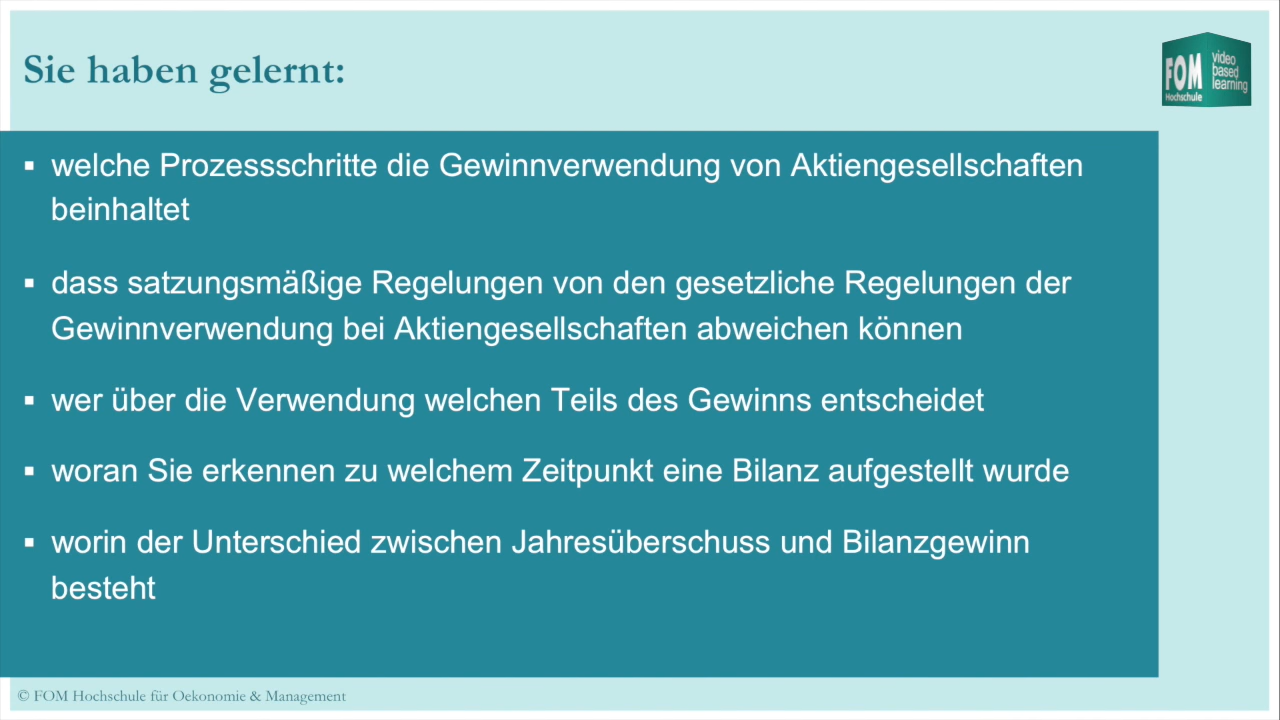 Sie haben gelernt:
FOM
Hochschule
video
based
learning
▪ welche Prozessschritte die Gewinnverwendung von Aktiengesellschaften
beinhaltet
▪ dass satzungsmäßige Regelungen von den gesetzliche Regelungen der
Gewinnverwendung bei Aktiengesellschaften abweichen können
▪ wer über die Verwendung welchen Teils des Gewinns entscheidet
▪ woran Sie erkennen zu welchem Zeitpunkt eine Bilanz aufgestellt wurde
▪ worin der Unterschied zwischen Jahresüberschuss und Bilanzgewinn
besteht
© FOM Hochschule für Oekonomie & Management